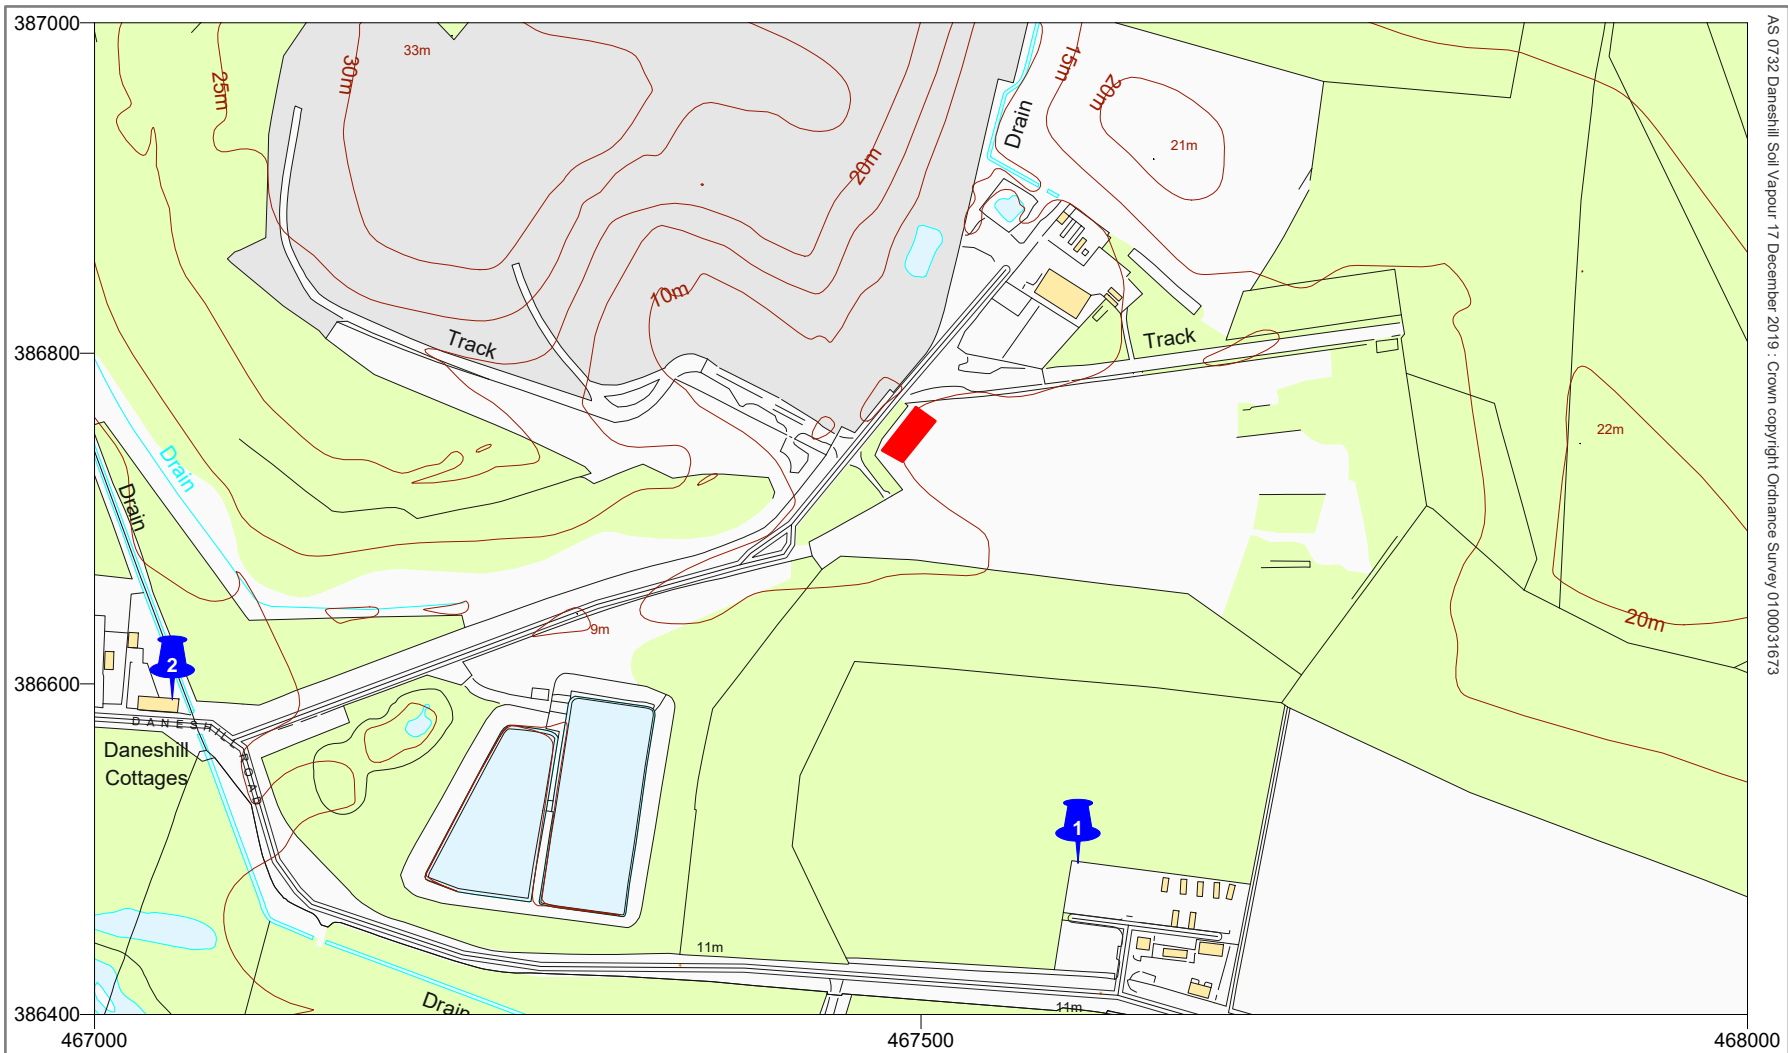 387000
33m
30m
25m
15m
20m
Drain
21m
20m
10m
Track
Track
386800
22m
Drain
Drain
20m
9m
386600
2
DANESHILL ROAD
Daneshill
Cottages
1
11m
11m
Drain
386400
467000
467500
468000
AS 0732 Daneshill Soil Vapour 17 December 2019 : Crown copyright Ordnance Survey 0100031673